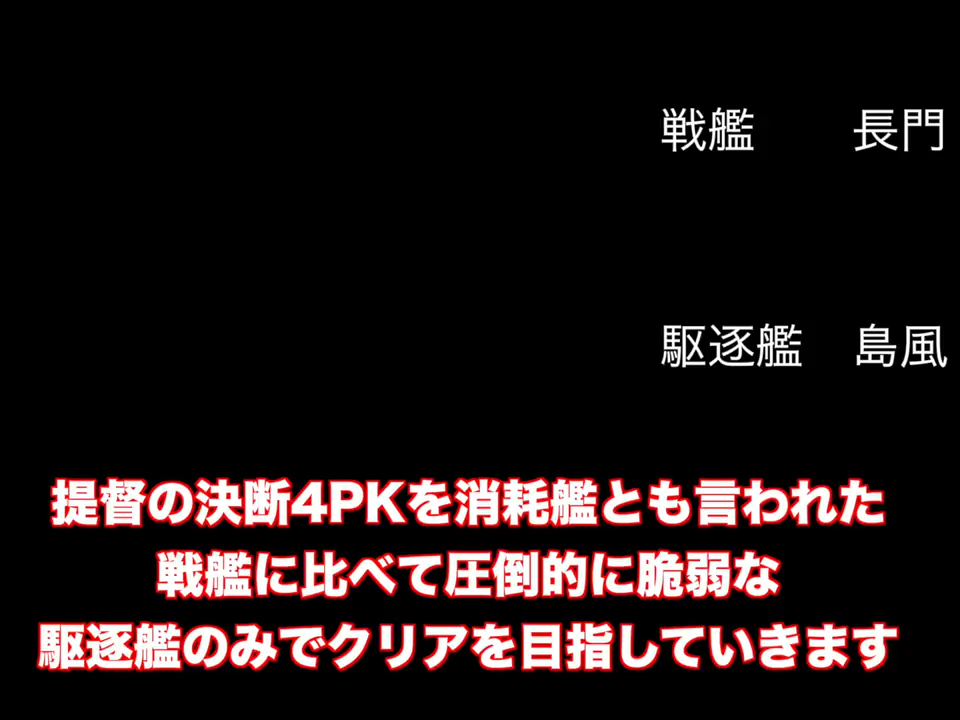 戦艦　　長門
駆逐艦　島風
提督の決断4PKを消耗艦とも言われた
戦艦に比べて圧倒的に脆弱な
駆逐艦のみでクリアを目指していきます